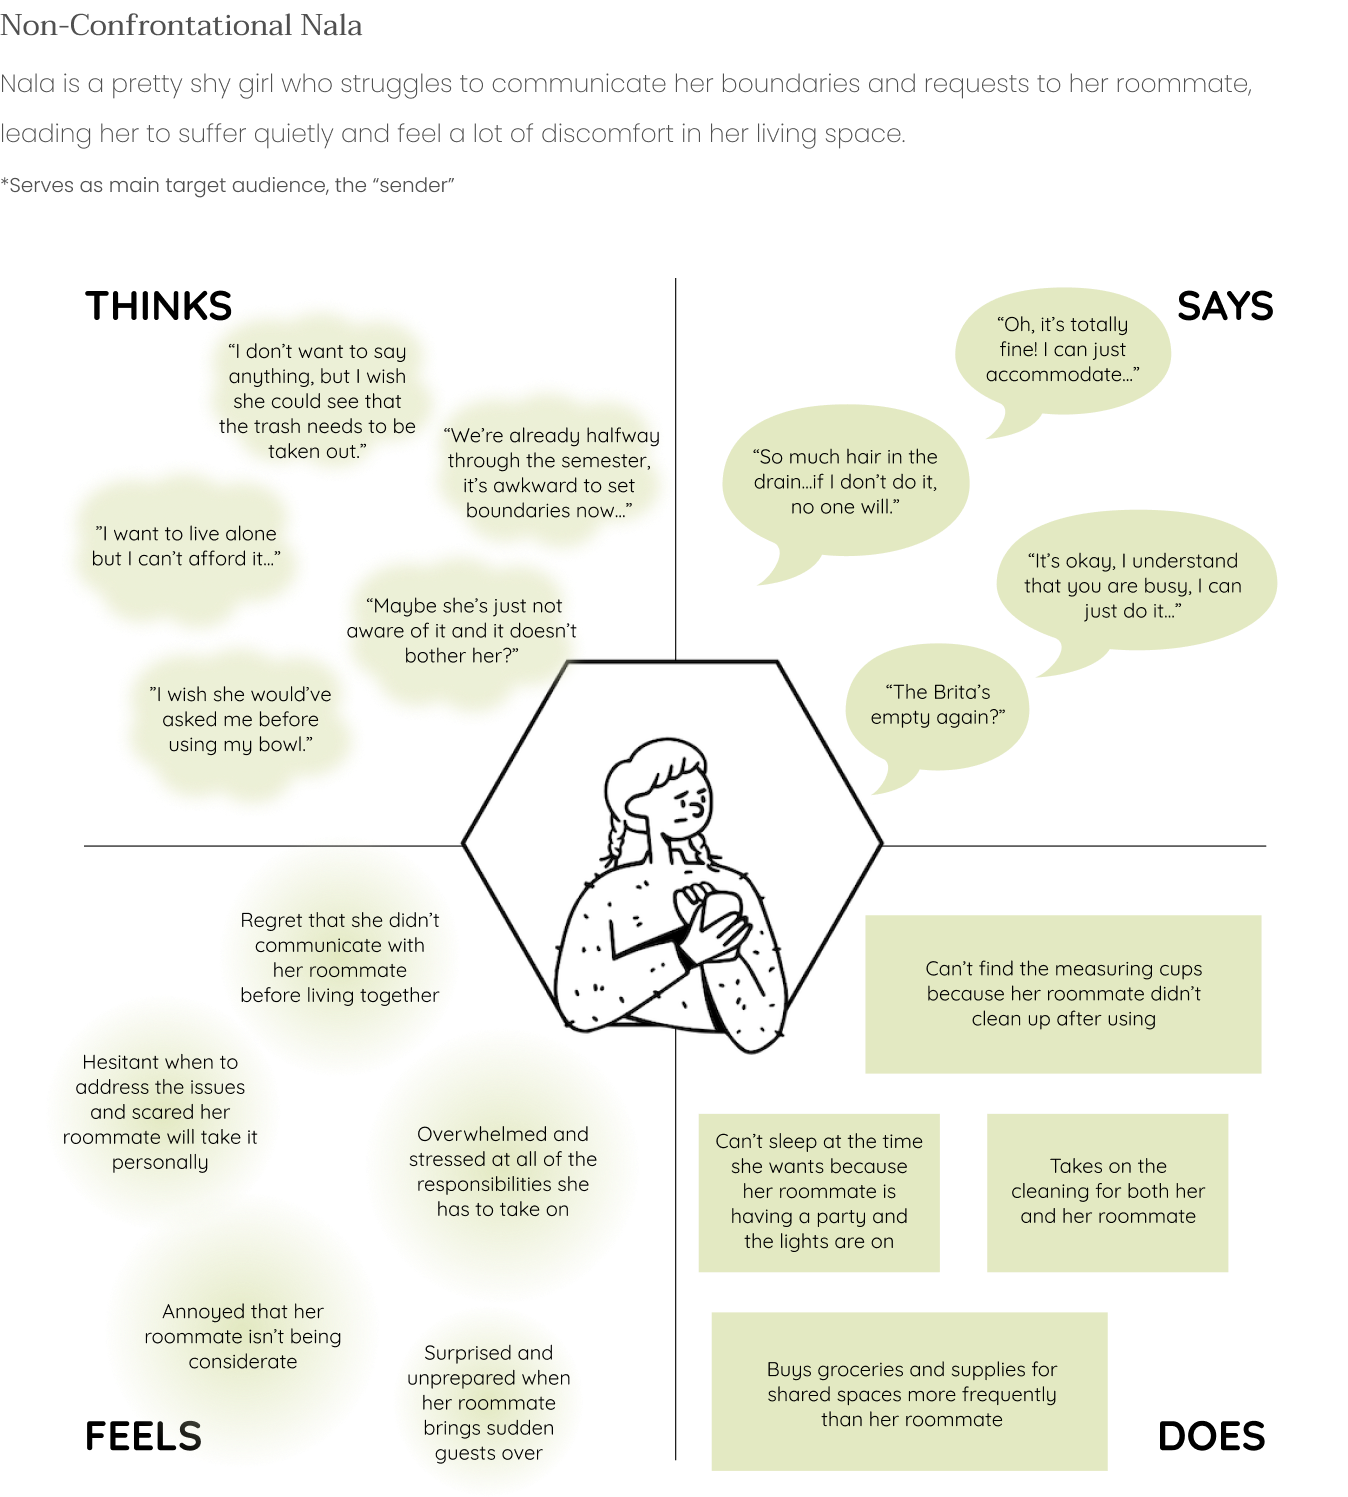 Non-Confrontational Nala
Nala is a pretty shy girl who struggles to communicate her boundaries and requests to her roommate,
leading her to suffer quietly and feel a lot of discomfort in her living space.
*Serves as main target audience, the “sender”
THINKS
“I don’t want to say
anything, but I wish
she could see that
the trash needs to be
taken out.”
“We’re already halfway
through the semester,
it’s awkward to set
boundaries now...”
”I want to live alone
but I can’t afford it...”
“Maybe she’s just not
aware of it and it doesn’t
bother her?”
”I wish she would’ve
asked me before
using my bowl.”
SAYS
“Oh, it’s totally
fine! I can just
accommodate...”
“So much hair in the
drain...if I don’t do it,
no one will.”
“It’s okay, I understand
that you are busy, I can
just do it...”
“The Brita’s
empty again?”
Regret that she didn’t
communicate with
her roommate
before living together
Hesitant when to
address the issues
and scared her
roommate will take it
personally
Overwhelmed and
stressed at all of the
responsibilities she
has to take on
Annoyed that her
roommate isn’t being
considerate
Surprised and
unprepared when
her roommate
brings sudden
guests over
FEELS
Can’t find the measuring cups
because her roommate didn’t
clean up after using
Can’t sleep at the time
she wants because
her roommate is
having a party and
the lights are on
Takes on the
cleaning for both her
and her roommate
Buys groceries and supplies for
shared spaces more frequently
than her roommate
DOES